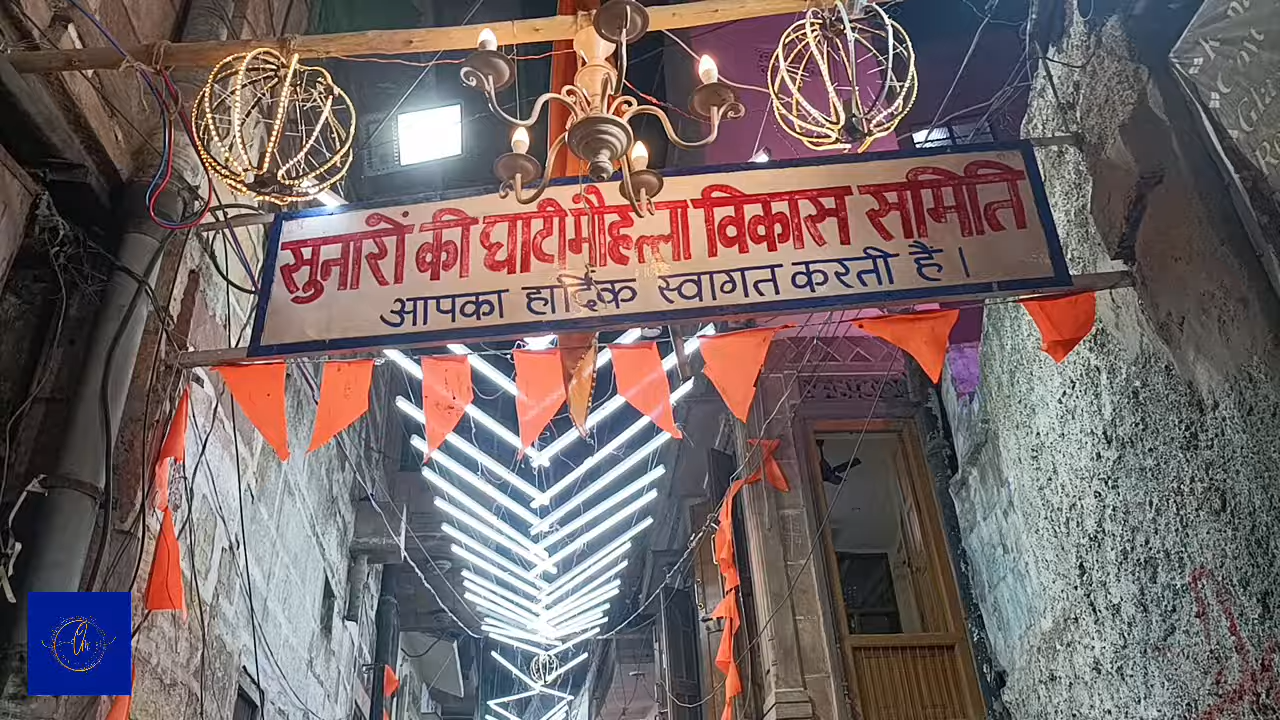 सुनारों की घाटी मौहल्ला विकास समिति
आपका हार्दिक स्वागत करती है।